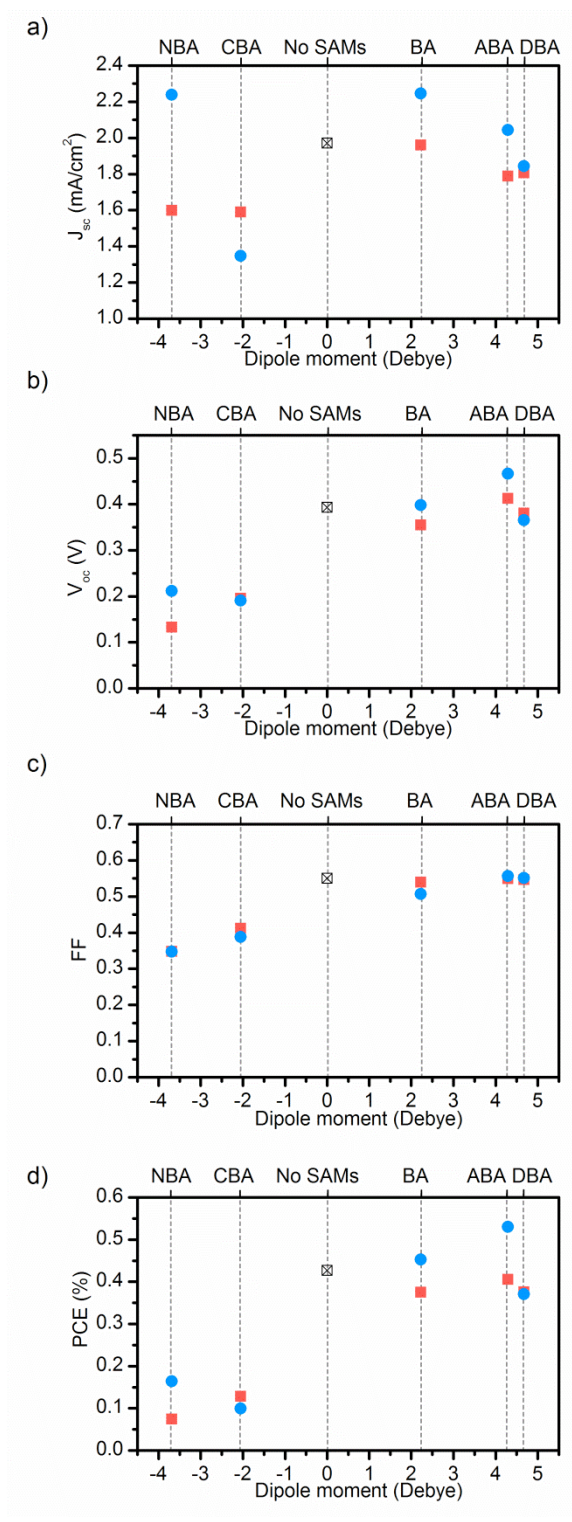 a)
NBA CBA No SAMs BA ABA DBA
2.4
2.2
2.0
1.8
1.6
1.4
1.2
1.0
Jsc (mA/cm²)
-4 -3 -2 -1 0 1 2 3 4 5
Dipole moment (Debye)
b)
NBA CBA No SAMs BA ABA DBA
0.5
0.4
0.3
0.2
0.1
0.0
Voc (V)
-4 -3 -2 -1 0 1 2 3 4 5
Dipole moment (Debye)
c)
NBA CBA No SAMs BA ABA DBA
0.7
0.6
0.5
0.4
0.3
0.2
0.1
0.0
FF
-4 -3 -2 -1 0 1 2 3 4 5
Dipole moment (Debye)
d)
NBA CBA No SAMs BA ABA DBA
0.6
0.5
0.4
0.3
0.2
0.1
0.0
PCE (%)
-4 -3 -2 -1 0 1 2 3 4 5
Dipole moment (Debye)